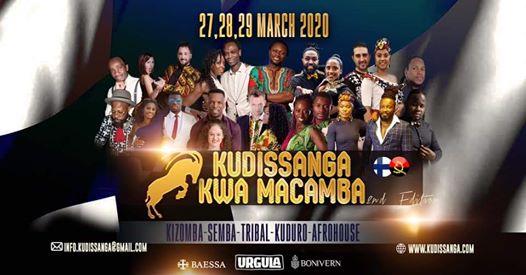 27,28,29 MARCH 2020
KUDISSANGA
KWA MACAMBA
2nd Edition
KIZOMBA-SEMBA-TRIBAL-KUDURO-AFROHOUSE
INFO.KUDISSANGA@GMAIL.COM
WWW.KUDISSANGA.COM
BAESSA
URGULA
BONIVERN